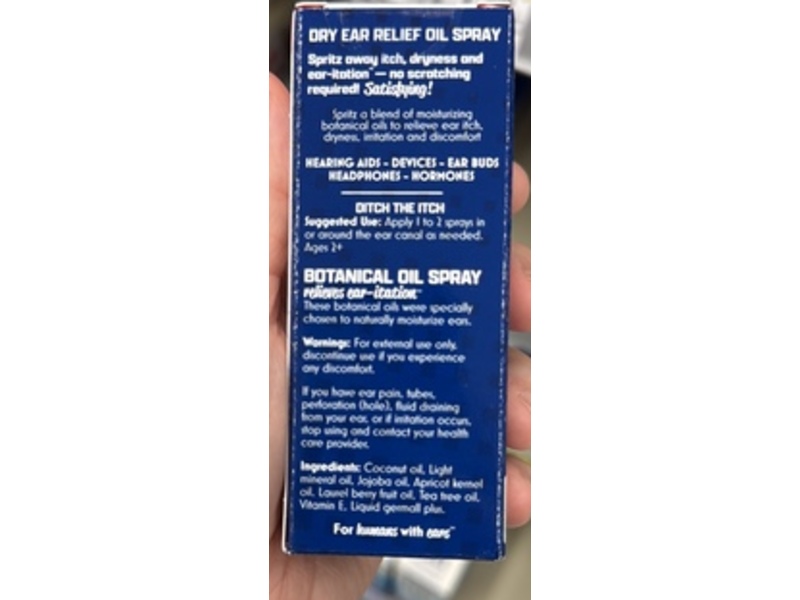 DRY EAR RELIEF OIL SPRAY
Spritz away itch, dryness and
ear-itation™ — no scratching
required! Satisfying!
Spritz a blend of moisturizing
botanical oils to relieve ear itch,
dryness, irritation and discomfort
HEARING AIDS - DEVICES - EAR BUDS
HEADPHONES - HORMONES
DITCH THE ITCH
Suggested Use: Apply 1 to 2 sprays in
or around the ear canal as needed.
Ages 2+
BOTANICAL OIL SPRAY
relieves ear-itation™
These botanical oils were specially
chosen to naturally moisturize ears.
Warnings: For external use only,
discontinue use if you experience
any discomfort.
If you have ear pain, tubes,
perforation (hole), fluid draining
from your ear, or if irritation occurs,
stop using and contact your health
care provider.
Ingredients: Coconut oil, Light
mineral oil, Jojoba oil, Apricot kernel
oil, Laurel berry fruit oil, Tea tree oil,
Vitamin E, Liquid germall plus.
For humans with ears™